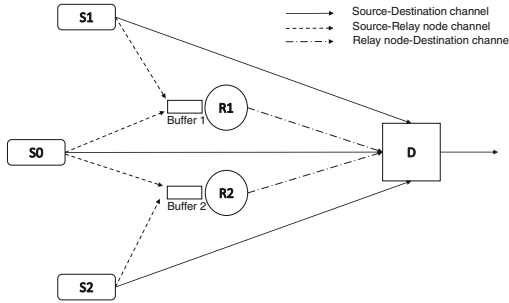 S1
Source-Destination channel
Source-Relay node channel
Relay node-Destination channe
R1
Buffer 1
S0
D
R2
Buffer 2
S2